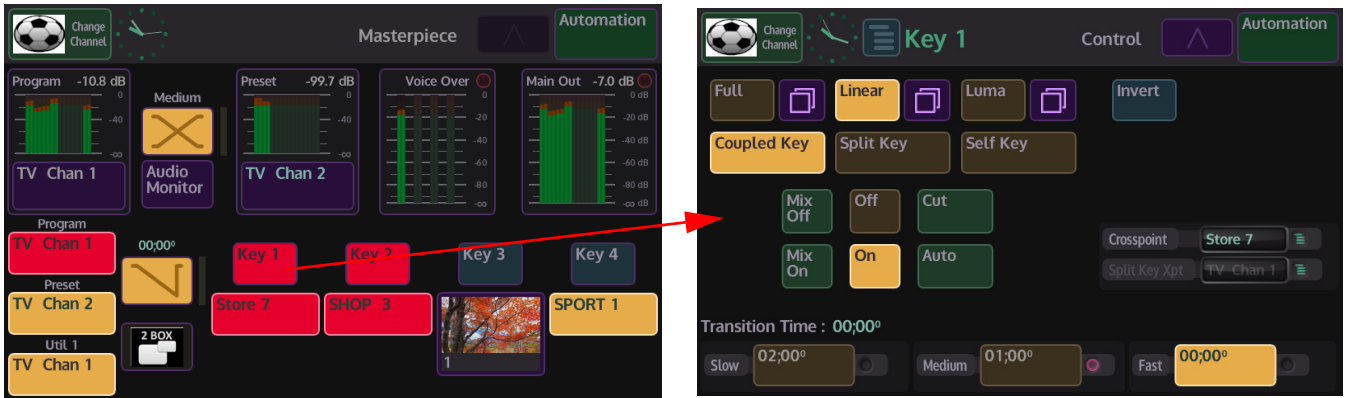 Change
Channel
Masterpiece
Automation
Program -10.8 dB
0
-40
-∞
TV Chan 1
Medium
Audio
Monitor
Preset -99.7 dB
0
-40
-∞
TV Chan 2
Voice Over
0
-20
-40
-60
-80
-∞
Main Out -7.0 dB
0 dB
-20 dB
-40 dB
-60 dB
-80 dB
-∞ dB
Program
TV Chan 1
Preset
TV Chan 2
Util 1
TV Chan 1
00;00⁰
2 BOX
Key 1
Key 2
Key 3
Key 4
Store 7
SHOP 3
1
SPORT 1
Change
Channel
Key 1
Control
Automation
Full
Linear
Luma
Invert
Coupled Key
Split Key
Self Key
Mix
Off
Off
Cut
Mix
On
On
Auto
Crosspoint
Store 7
Split Key Xpt
TV Chan 1
Transition Time : 00;00⁰
Slow
02;00⁰
Medium
01;00⁰
Fast
00;00⁰